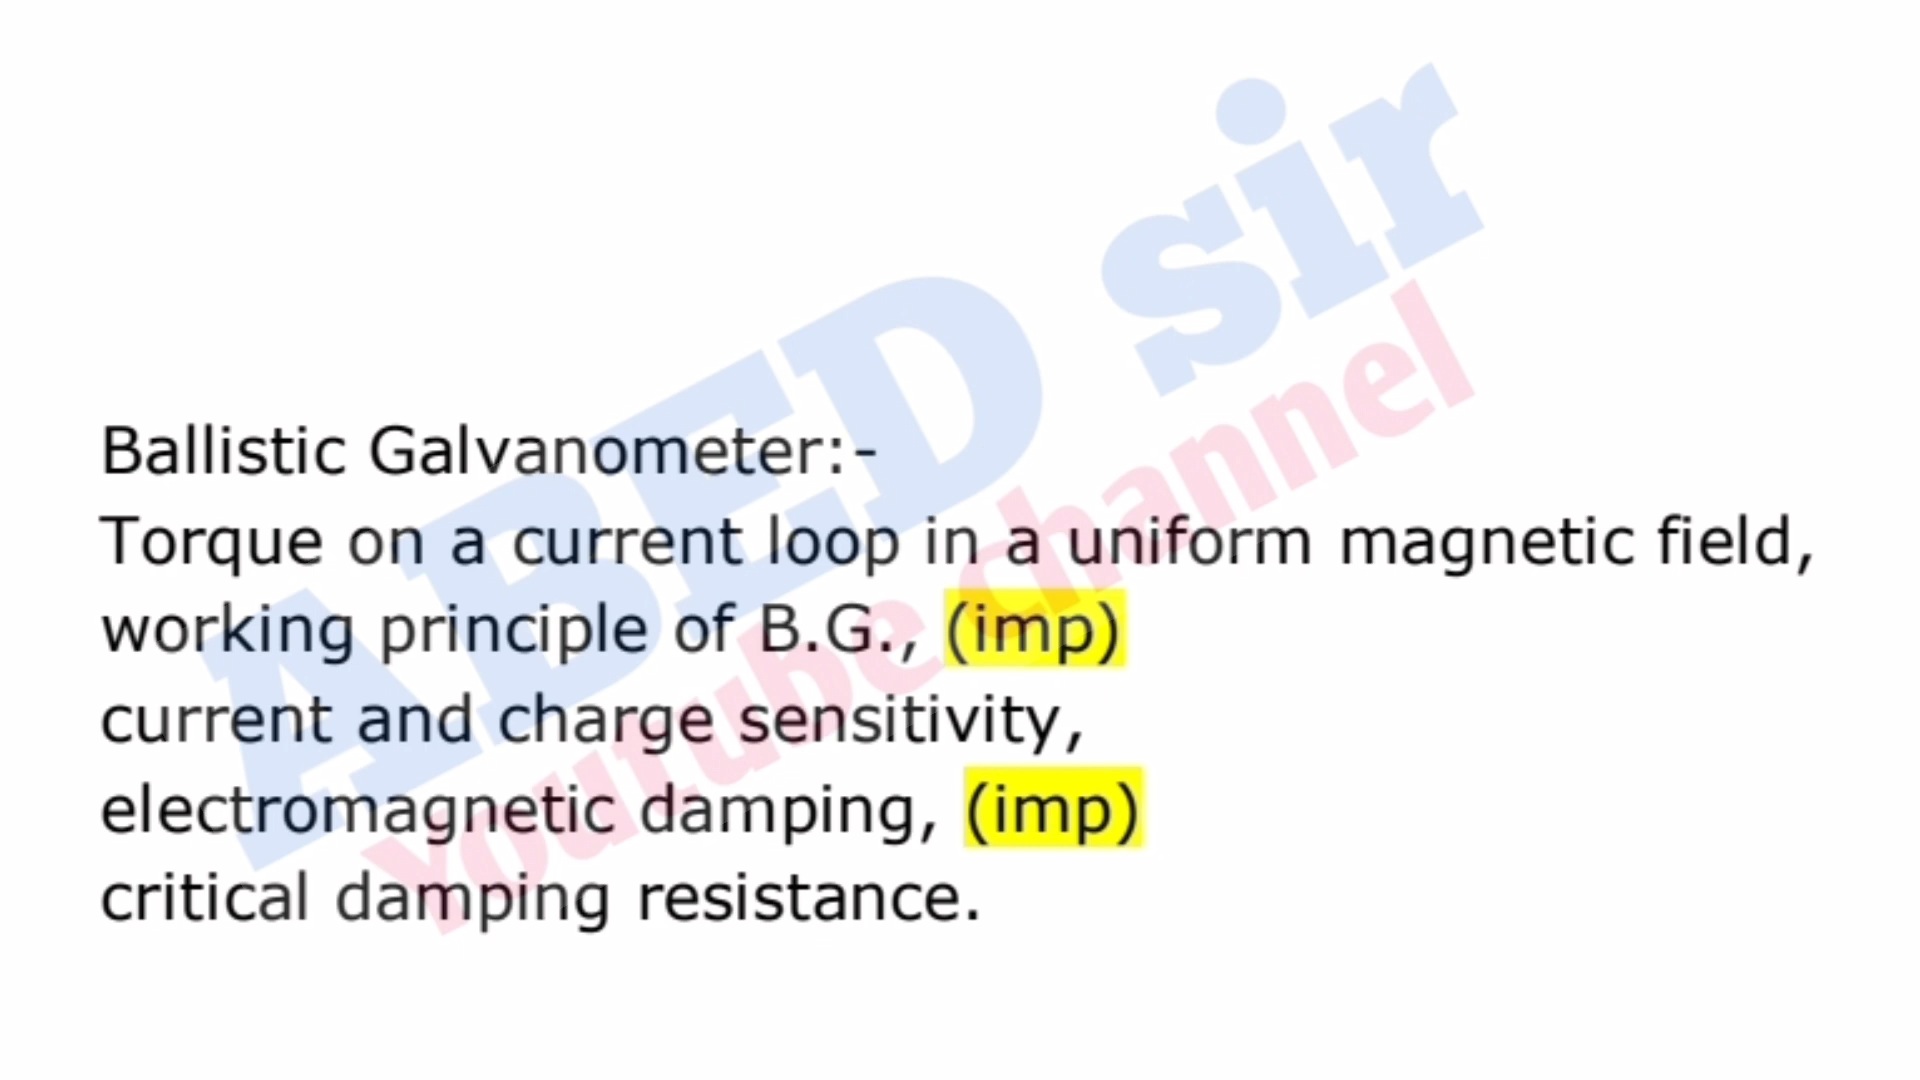 Ballistic Galvanometer:-
Torque on a current loop in a uniform magnetic field,
working principle of B.G., (imp)
current and charge sensitivity,
electromagnetic damping, (imp)
critical damping resistance.
ABED sir
Youtube channel